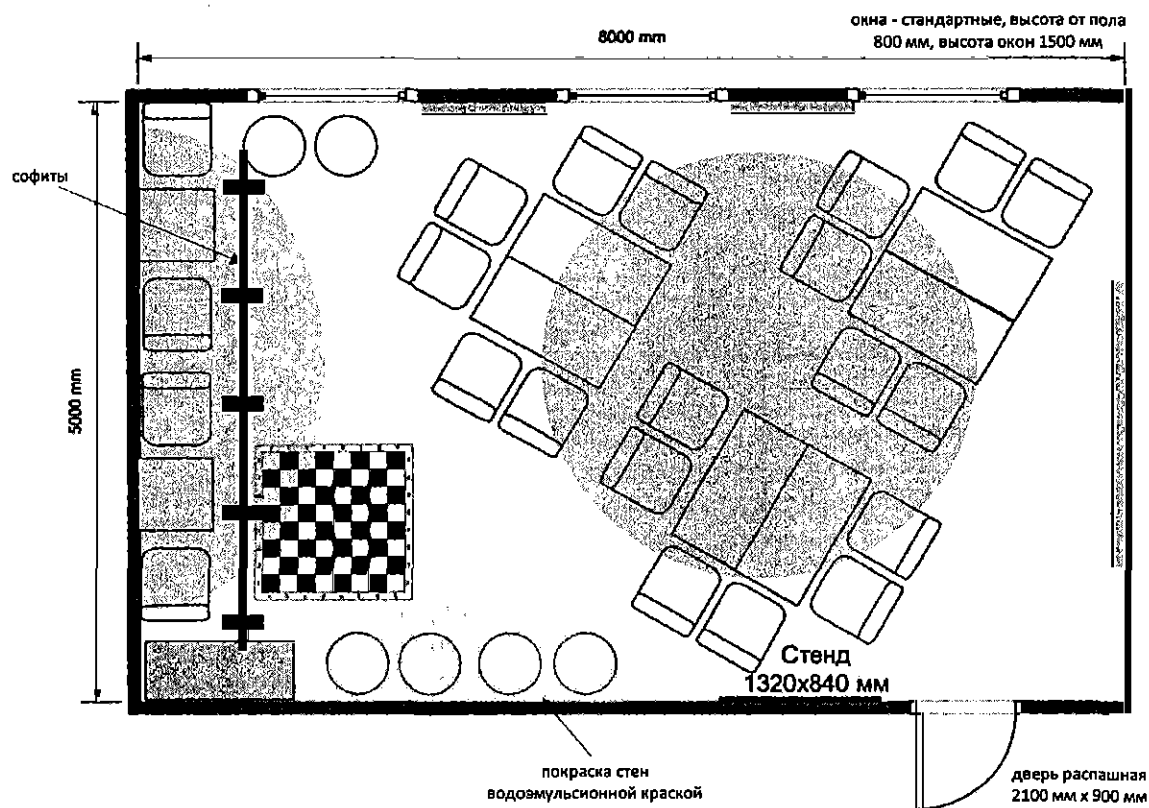 окна - стандартные, высота от пола
800 мм, высота окон 1500 мм
8000 mm
софиты
5000 mm
Стенд
1320x840 мм
покраска стен
водоэмульсионной краской
дверь распашная
2100 мм х 900 мм